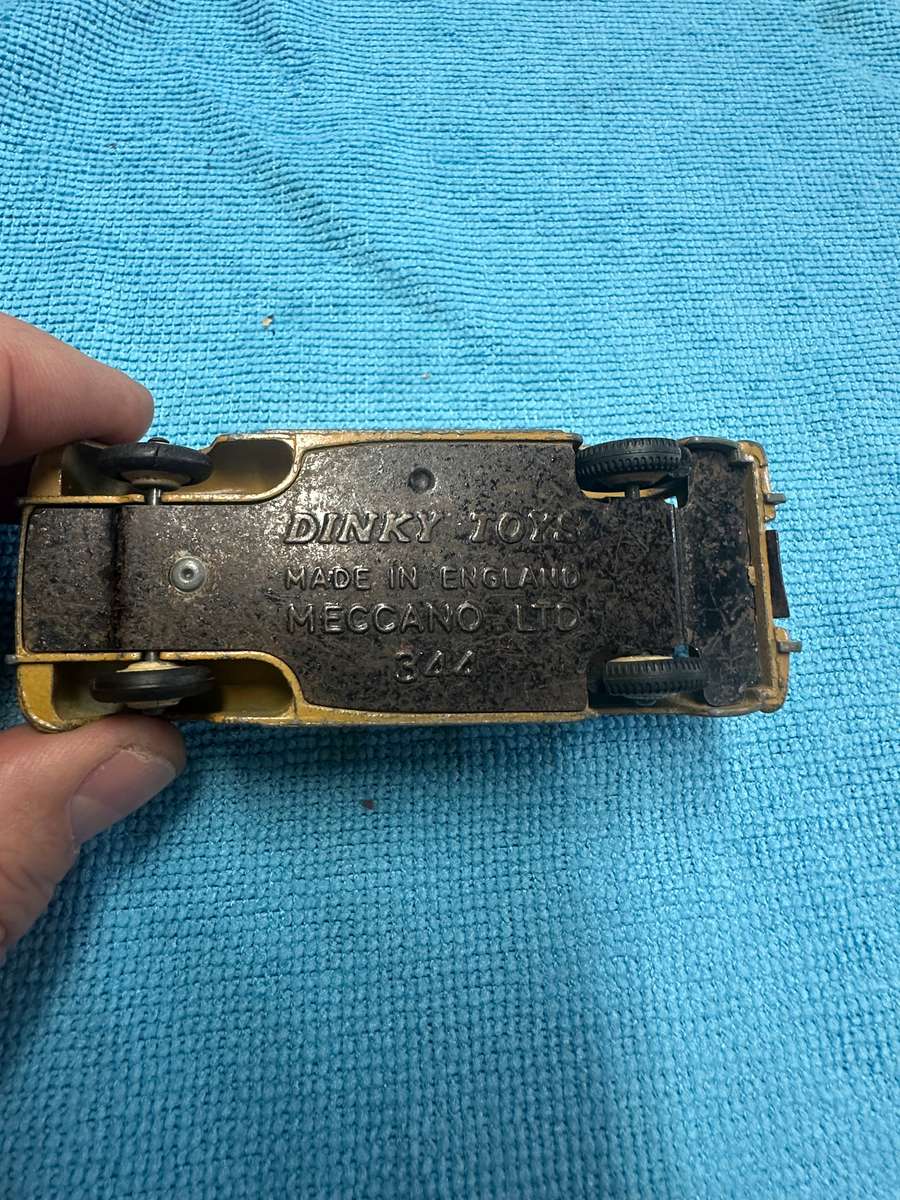 DINKY TOYS
MADE IN ENGLAND
MECCANO LTD
344